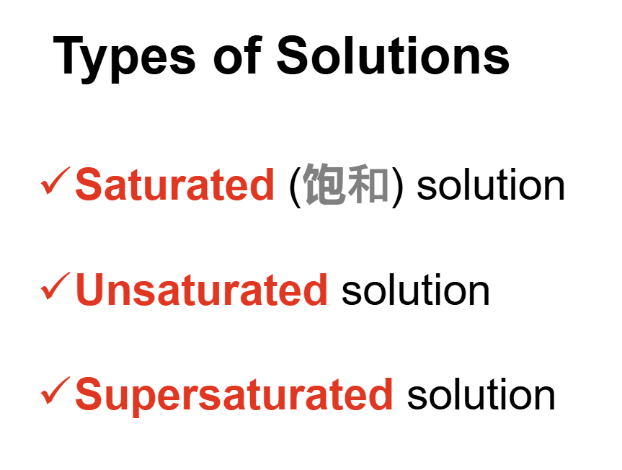 Types of Solutions
✓Saturated (饱和) solution
✓Unsaturated solution
✓Supersaturated solution